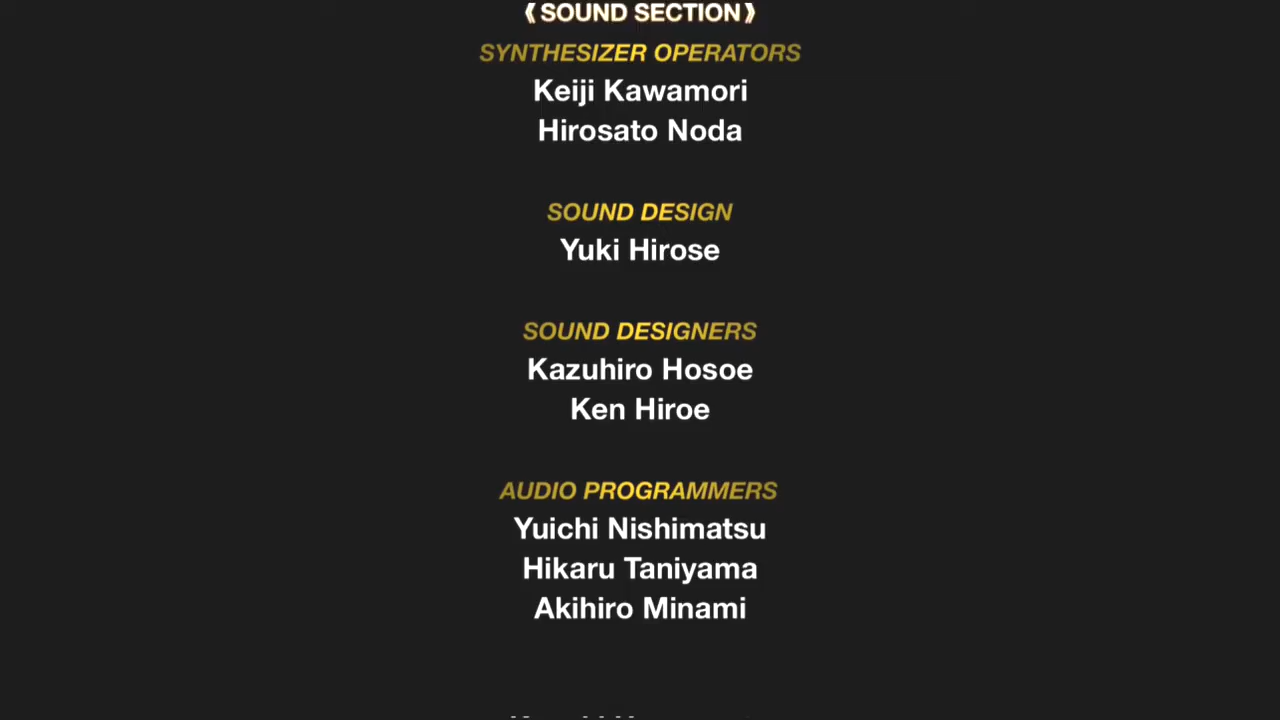 《SOUND SECTION》
SYNTHESIZER OPERATORS
Keiji Kawamori
Hirosato Noda
SOUND DESIGN
Yuki Hirose
SOUND DESIGNERS
Kazuhiro Hosoe
Ken Hiroe
AUDIO PROGRAMMERS
Yuichi Nishimatsu
Hikaru Taniyama
Akihiro Minami